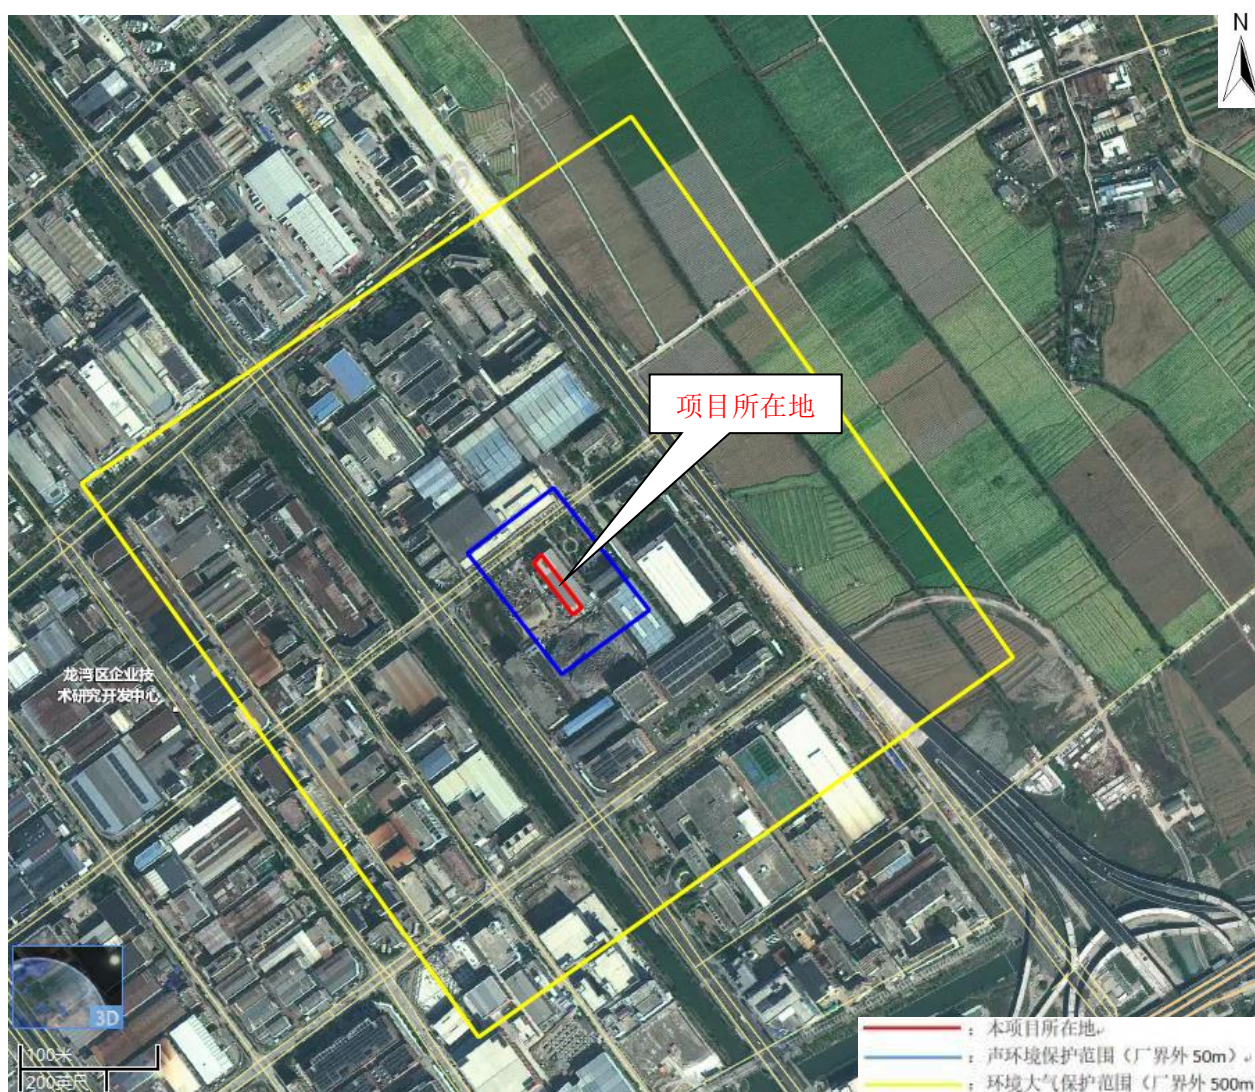 N
项目所在地
龙湾区企业技
术研究开发中心
3D
100米
200英尺
：本项目所在地
：声环境保护范围（厂界外 50m）
：环境大气保护范围（厂界外 500m